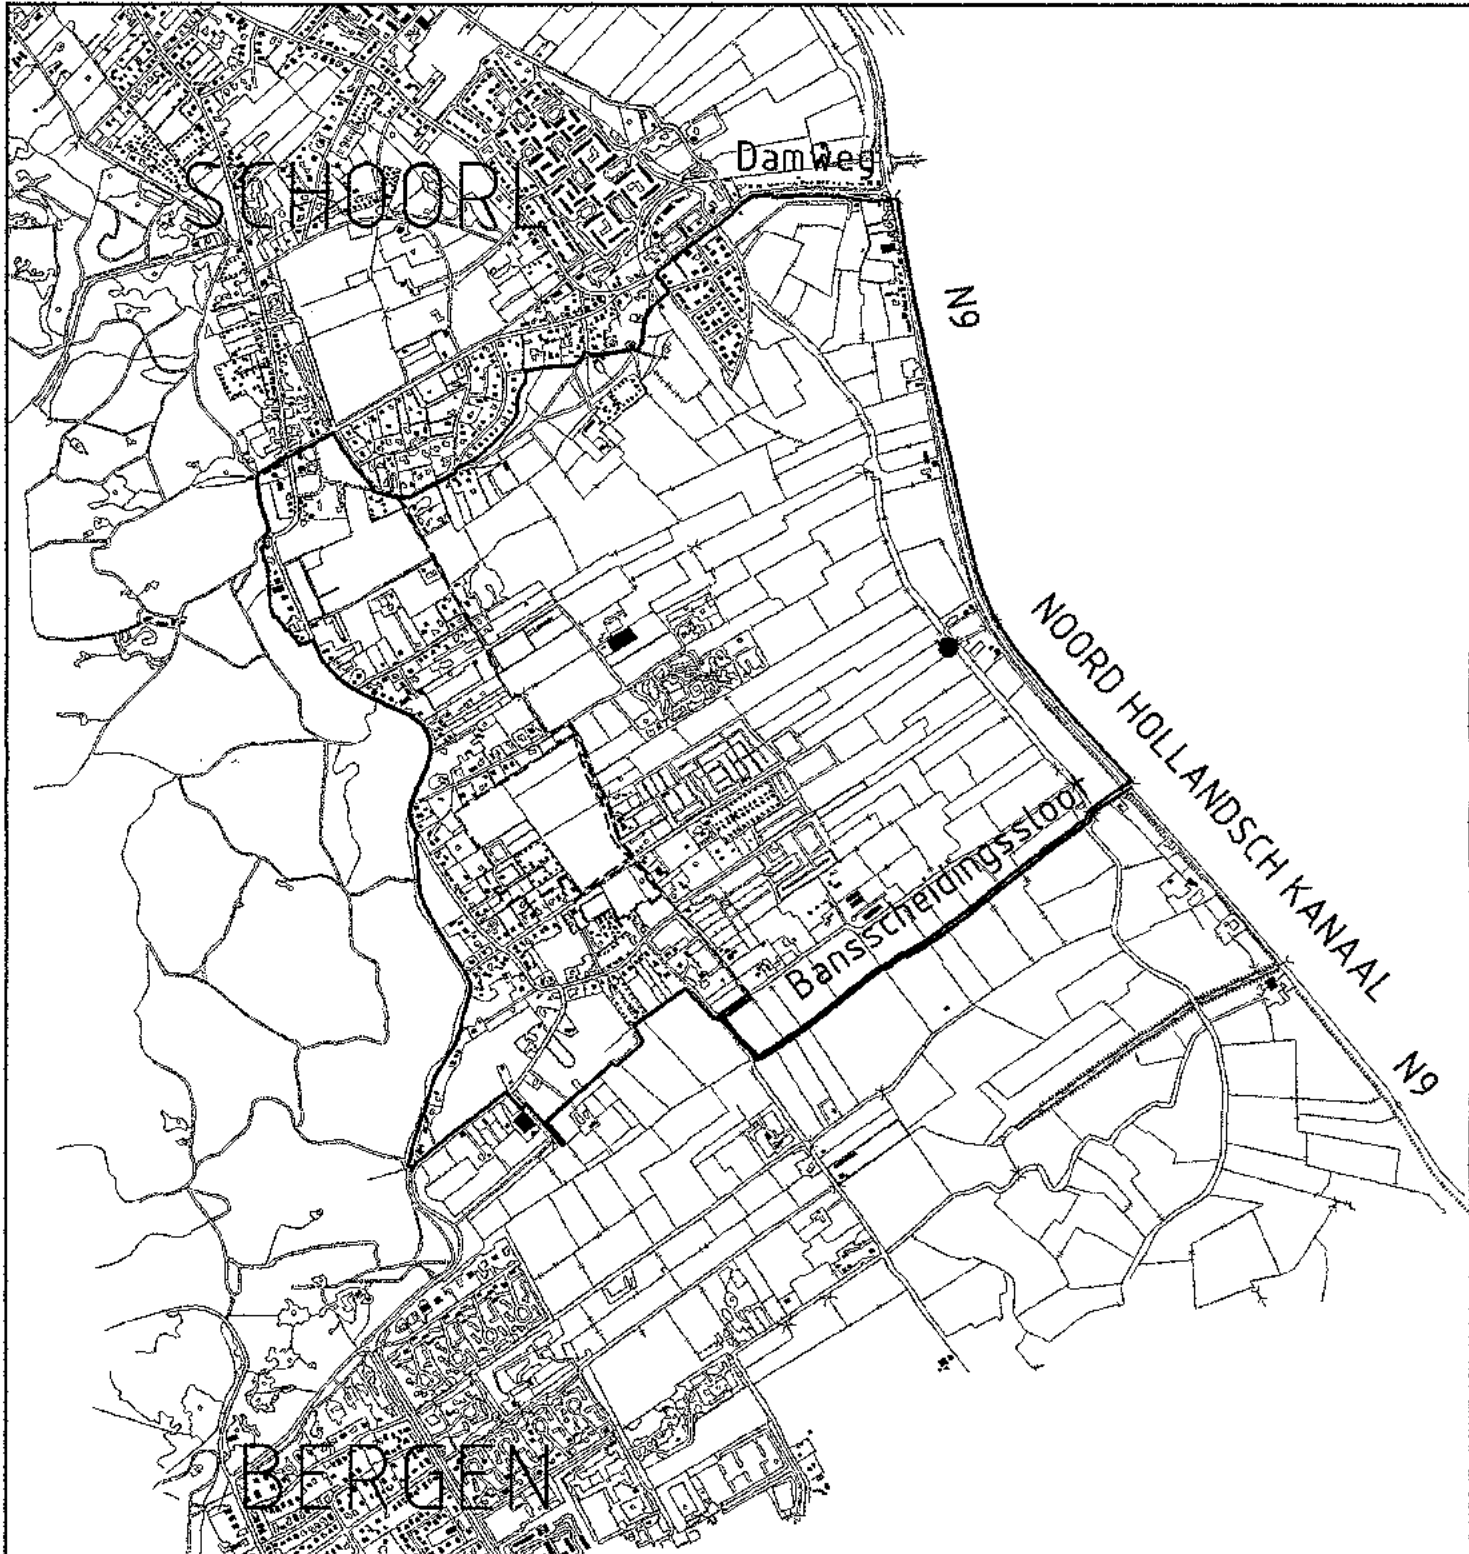 SCHOORL
Damweg
N9
NOORD HOLLANDSCH KANAAL
Bansscheidingssloot
N9
BERGEN